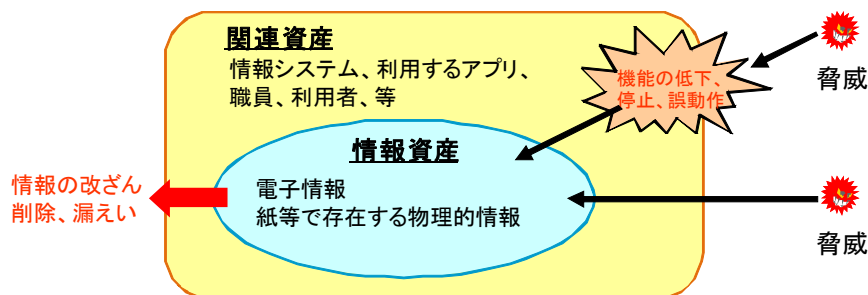 関連資産
情報システム、利用するアプリ、
職員、利用者、等
機能の低下、
停止、誤動作
脅威
情報資産
電子情報
紙等で存在する物理的情報
情報の改ざん
削除、漏えい
脅威